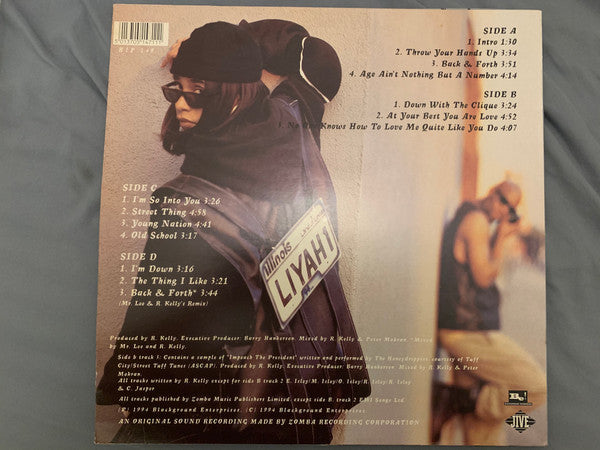 HIP 149
SIDE A
1. Intro 1:30
2. Throw Your Hands Up 3:34
3. Back & Forth 3:51
4. Age Ain't Nothing But A Number 4:14
SIDE B
1. Down With The Clique 3:24
2. At Your Best You Are Love 4:52
3. No One Knows How To Love Me Quite Like You Do 4:07
SIDE C
1. I'm So Into You 3:26
2. Street Thing 4:58
3. Young Nation 4:41
4. Old School 3:17
SIDE D
1. I'm Down 3:16
2. The Thing I Like 3:21
3. Back & Forth* 3:44
(Mr. Lee & R. Kelly's Remix)
Illinois
LIYAH1
Produced by R. Kelly. Executive Producer: Barry Hankerson. Mixed by R. Kelly & Peter Mokran. *Mixed
by Mr. Lee and R. Kelly.
Side b track 1: Contains a sample of "Impeach The President" written and performed by The Honeydrippers, courtesy of Tuff
City/Street Tuff Tunes (ASCAP). Produced by R. Kelly. Executive Producer: Barry Hankerson. Mixed by R. Kelly & Peter
Mokran.
All tracks written by R. Kelly except for side B track 2 E. Isley/M. Isley/O. Isley/R. Isley/R. Isley
& C. Jasper
All tracks published by Zomba Music Publishers Limited, except side B. track 2 EMI Songs Ltd.
(P) 1994 Blackground Enterprises. (C) 1994 Blackground Enterprises
AN ORIGINAL SOUND RECORDING MADE BY ZOMBA RECORDING CORPORATION
JIVE